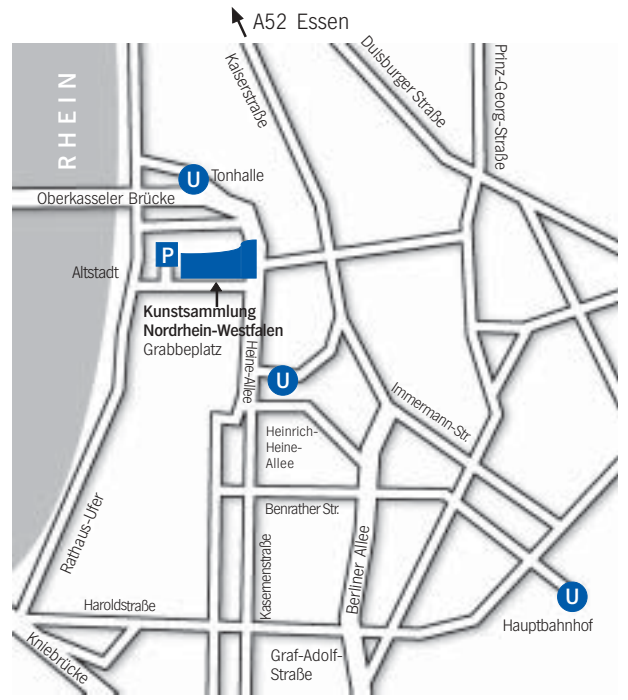 A52 Essen
RHEIN
Kaiserstraße
Duisburger Straße
Prinz-Georg-Straße
U
Tonhalle
Oberkasseler Brücke
P
Altstadt
Kunstsammlung
Nordrhein-Westfalen
Grabbeplatz
Heine-Allee
U
Immermann-Str.
Heinrich-
Heine-
Allee
Rathaus-Ufer
Benrather Str.
Kasernenstraße
Berliner Allee
U
Haroldstraße
Hauptbahnhof
Kniebrücke
Graf-Adolf-
Straße